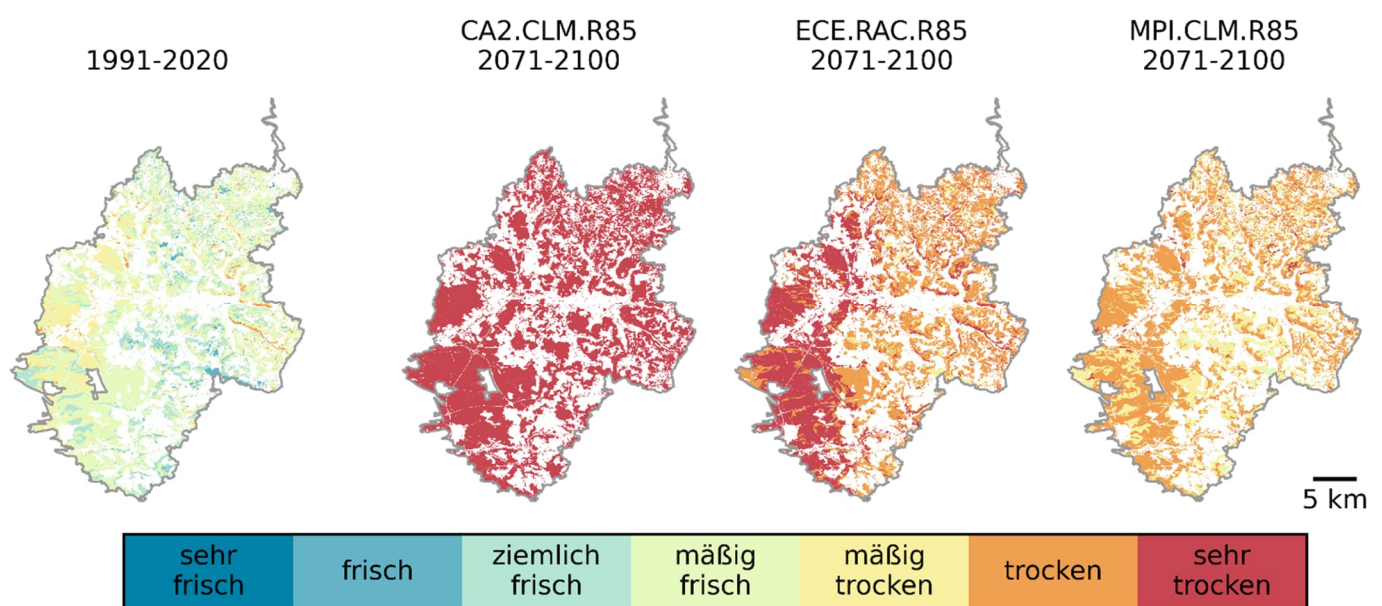 1991-2020
CA2.CLM.R85
2071-2100
ECE.RAC.R85
2071-2100
MPI.CLM.R85
2071-2100
5 km
sehr
frisch
frisch
ziemlich
frisch
mäßig
frisch
mäßig
trocken
trocken
sehr
trocken